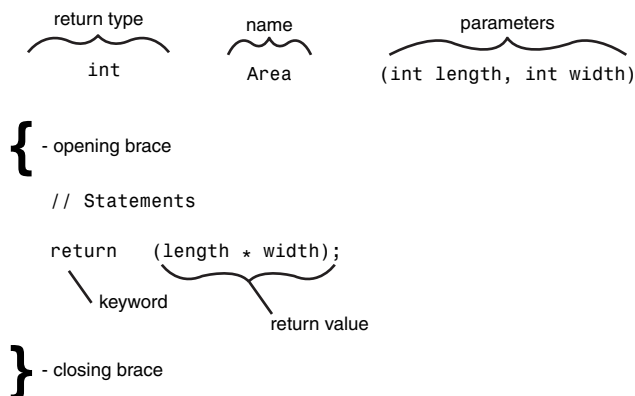 return type name parameters
int Area (int length, int width)
{ - opening brace
// Statements
return (length * width);
keyword
return value
} - closing brace